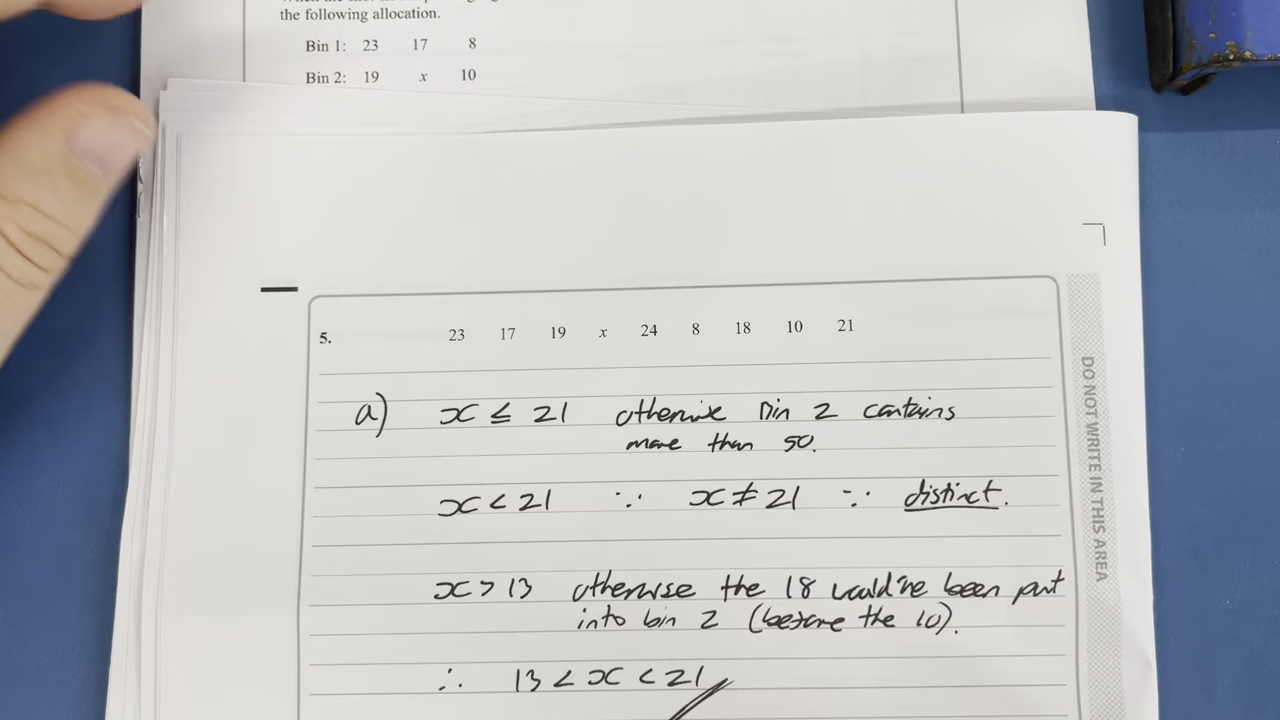 the following allocation.
Bin 1: 23 17 8
Bin 2: 19 x 10
5. 23 17 19 x 24 8 18 10 21
a) x ≤ 21 otherwise bin 2 contains
more than 50.
x < 21 ∵ x ≠ 21 ∵ distinct.
x > 13 otherwise the 18 would've been put
into bin 2 (before the 10).
∴ 13 < x < 21
DO NOT WRITE IN THIS AREA